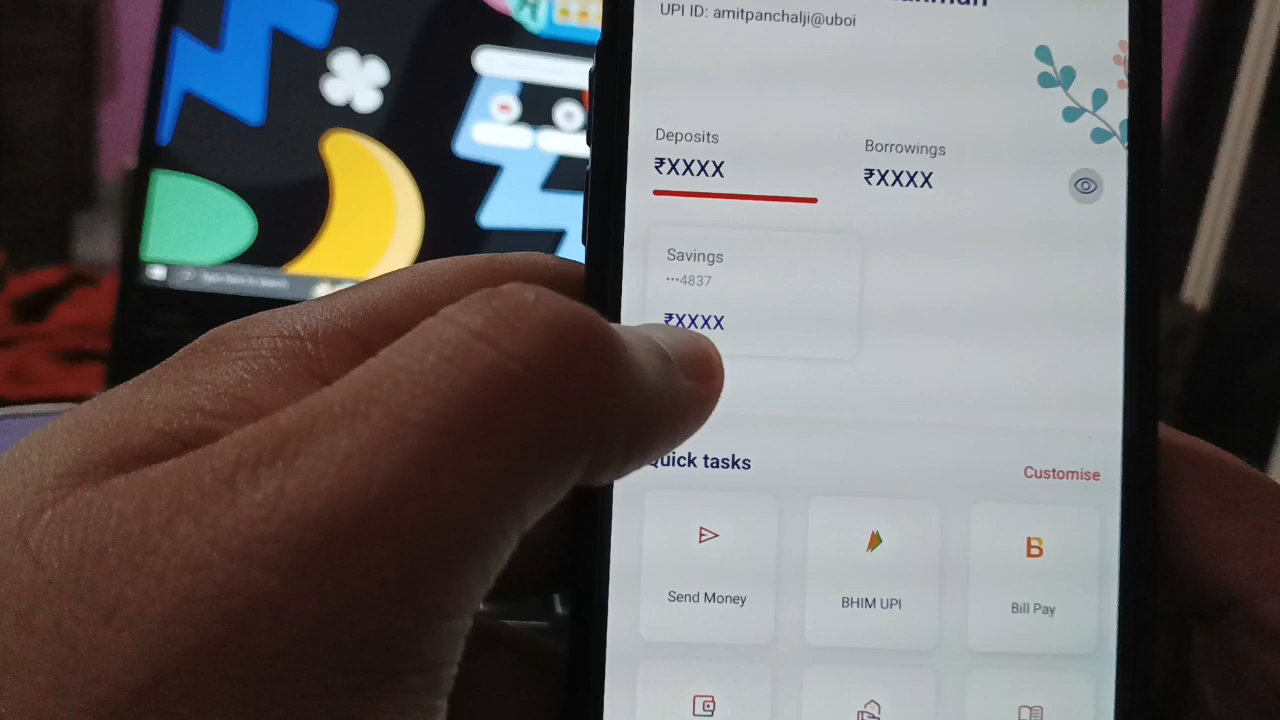 UPI ID: amitpanchalji@uboi
Deposits
₹XXXX
Borrowings
₹XXXX
Savings
•••4837
₹XXXX
Quick tasks
Customise
Send Money
BHIM UPI
Bill Pay